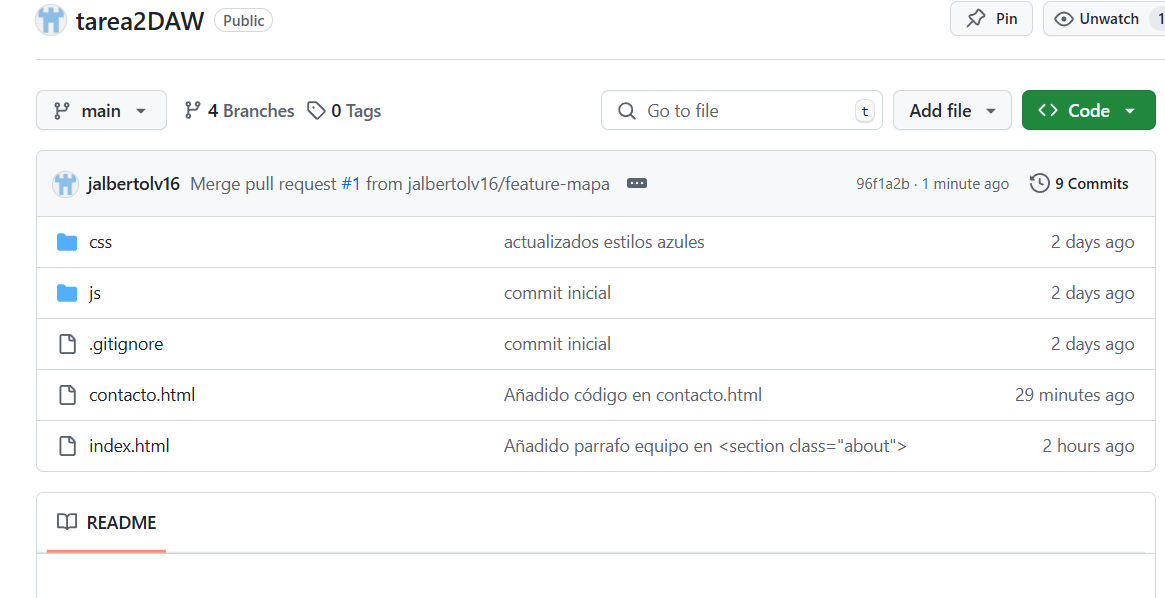 tarea2DAW Public Pin Unwatch 1
main 4 Branches 0 Tags Go to file t Add file Code
jalbertolv16 Merge pull request #1 from jalbertolv16/feature-mapa 96f1a2b · 1 minute ago 9 Commits
css actualizados estilos azules 2 days ago
js commit inicial 2 days ago
.gitignore commit inicial 2 days ago
contacto.html Añadido código en contacto.html 29 minutes ago
index.html Añadido parrafo equipo en <section class="about"> 2 hours ago
README